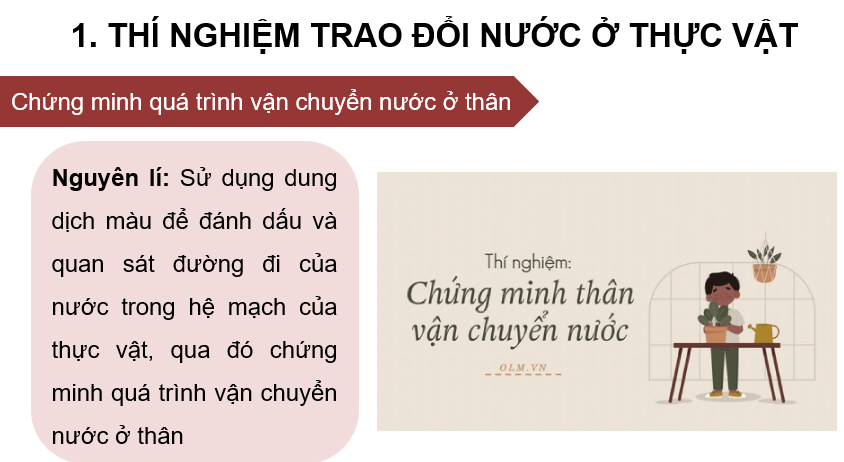 1. THÍ NGHIỆM TRAO ĐỔI NƯỚC Ở THỰC VẬT
Chứng minh quá trình vận chuyển nước ở thân
Nguyên lí: Sử dụng dung
dịch màu để đánh dấu và
quan sát đường đi của
nước trong hệ mạch của
thực vật, qua đó chứng
minh quá trình vận chuyển
nước ở thân
Thí nghiệm:
Chứng minh thân
vận chuyển nước
OLM.VN